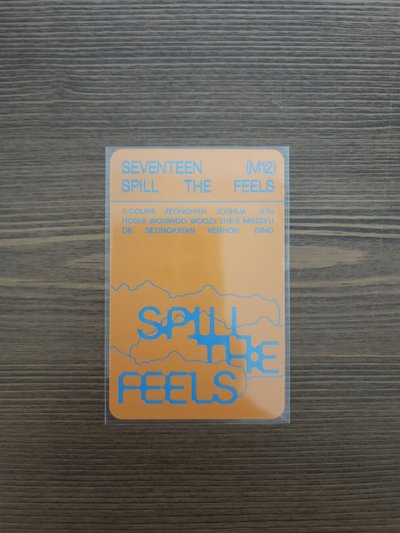 SEVENTEEN (M12)
SPILL THE FEELS
S.COUPS JEONGHAN JOSHUA JUN
HOSHI WONWOO WOOZI THE 8 MINGYU
DK SEUNGKWAN VERNON DINO
SPILL
THE
FEELS